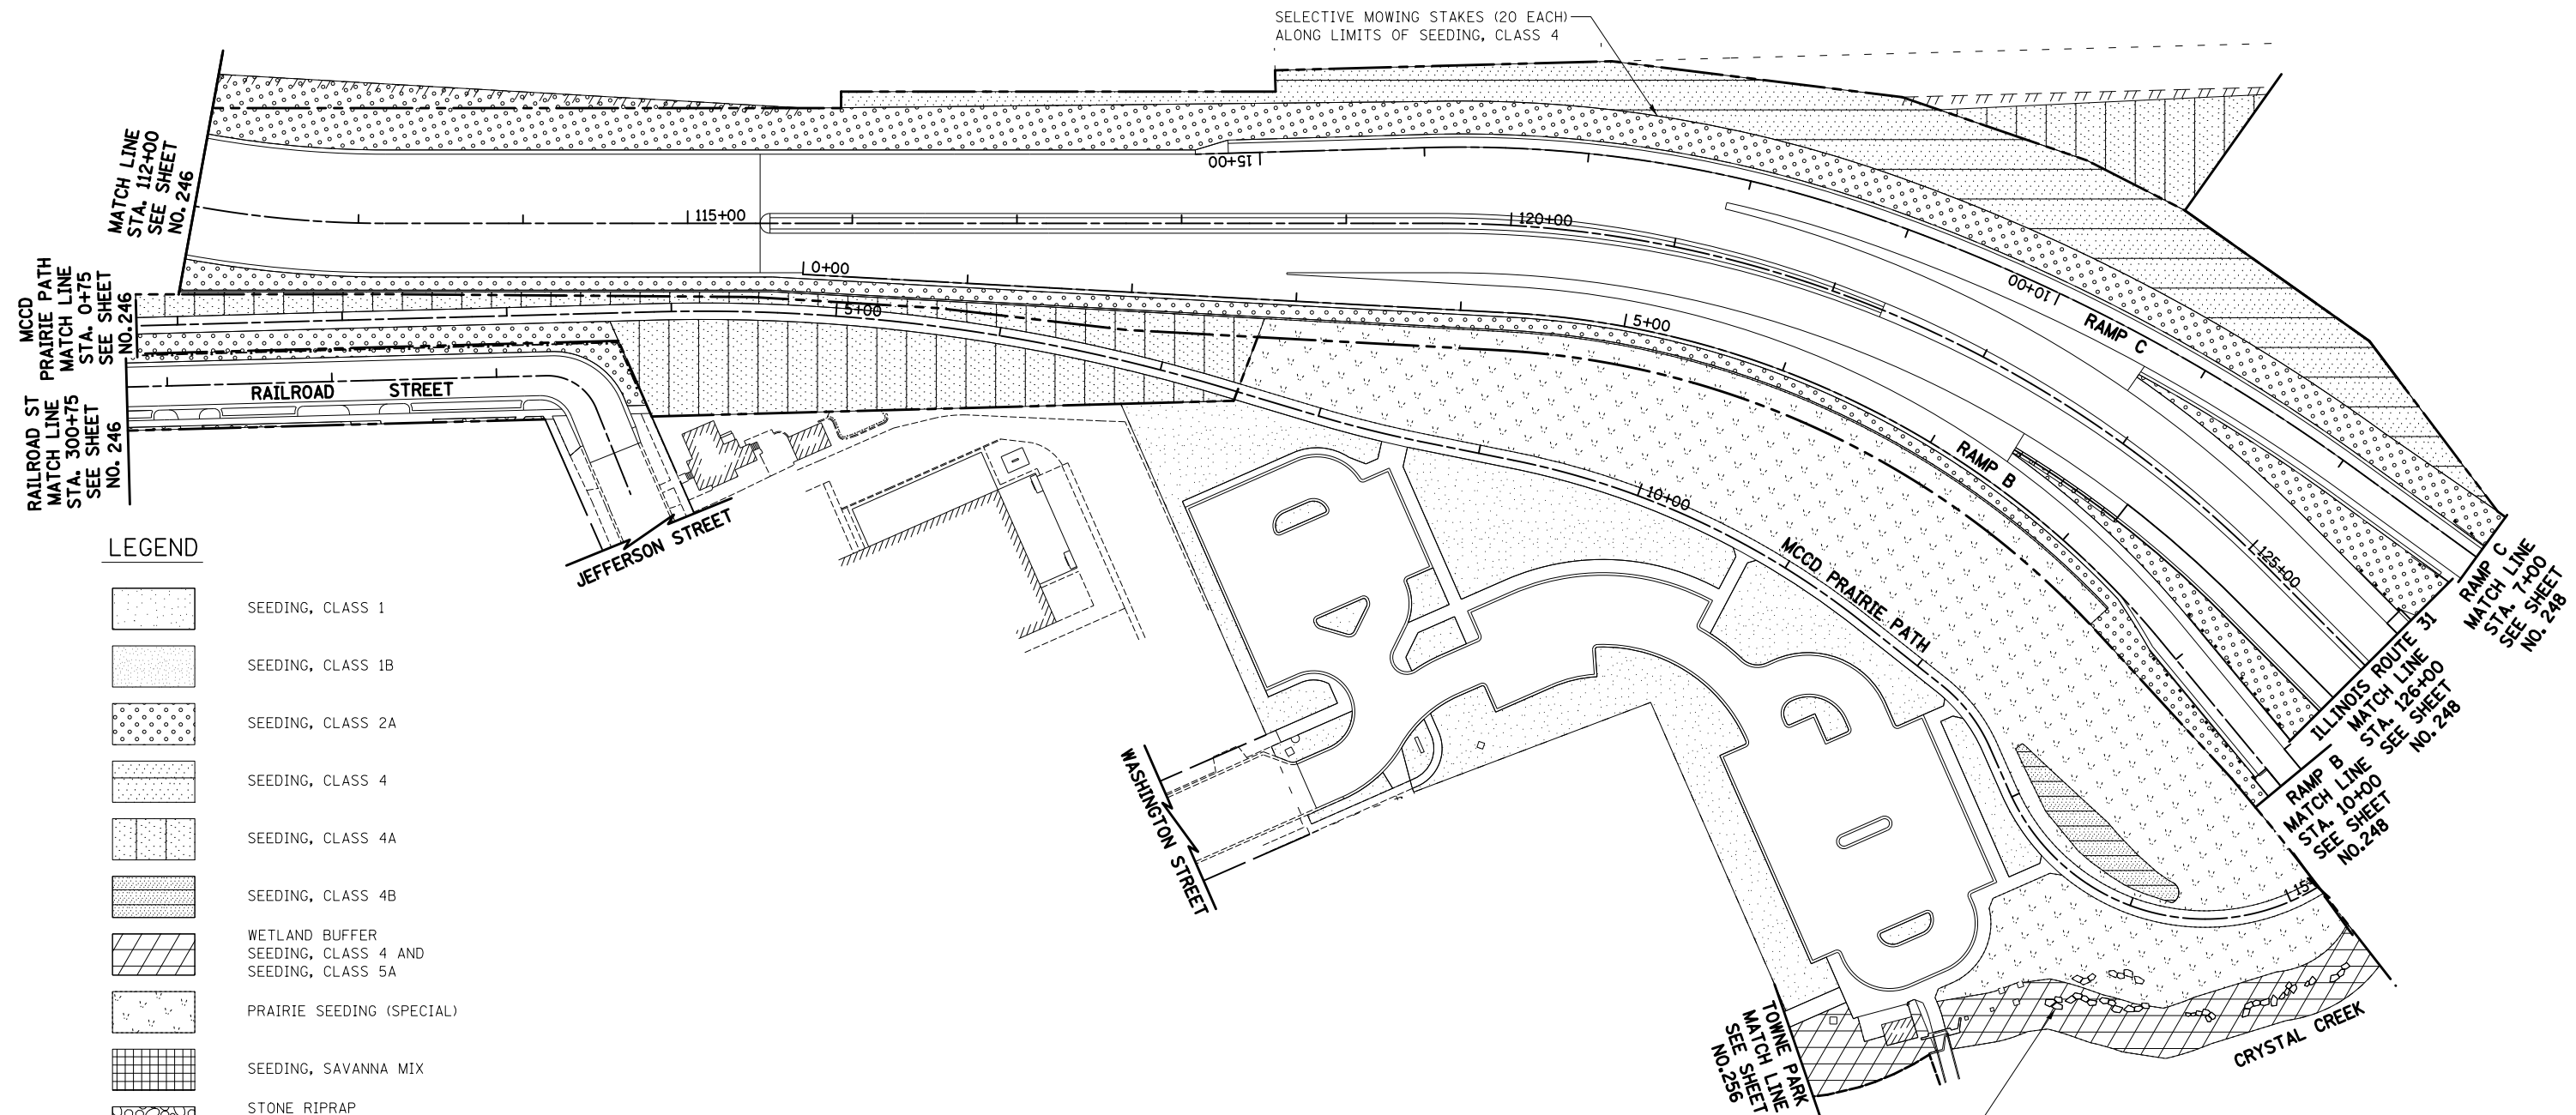 SELECTIVE MOWING STAKES (20 EACH)
ALONG LIMITS OF SEEDING, CLASS 4
MATCH LINE
STA. 112+00
SEE SHEET
NO. 246
15+00
115+00
120+00
MCCD
PRAIRIE PATH
MATCH LINE
STA. 0+75
SEE SHEET
NO.246
0+00
5+00
5+00
10+00
RAMP C
RAILROAD ST
MATCH LINE
STA. 300+75
SEE SHEET
NO. 246
RAILROAD STREET
RAMP B
10+00
JEFFERSON STREET
MCCD PRAIRIE PATH
125+00
RAMP C
MATCH LINE
STA. 7+00
SEE SHEET
NO. 248
ILLINOIS ROUTE 31
MATCH LINE
STA. 126+00
SEE SHEET
NO. 248
RAMP B
MATCH LINE
STA. 10+00
SEE SHEET
NO.248
WASHINGTON STREET
15+
TOWNE PARK
MATCH LINE
SEE SHEET
NO.256
CRYSTAL CREEK
LEGEND
SEEDING, CLASS 1
SEEDING, CLASS 1B
SEEDING, CLASS 2A
SEEDING, CLASS 4
SEEDING, CLASS 4A
SEEDING, CLASS 4B
WETLAND BUFFER
SEEDING, CLASS 4 AND
SEEDING, CLASS 5A
PRAIRIE SEEDING (SPECIAL)
SEEDING, SAVANNA MIX
STONE RIPRAP